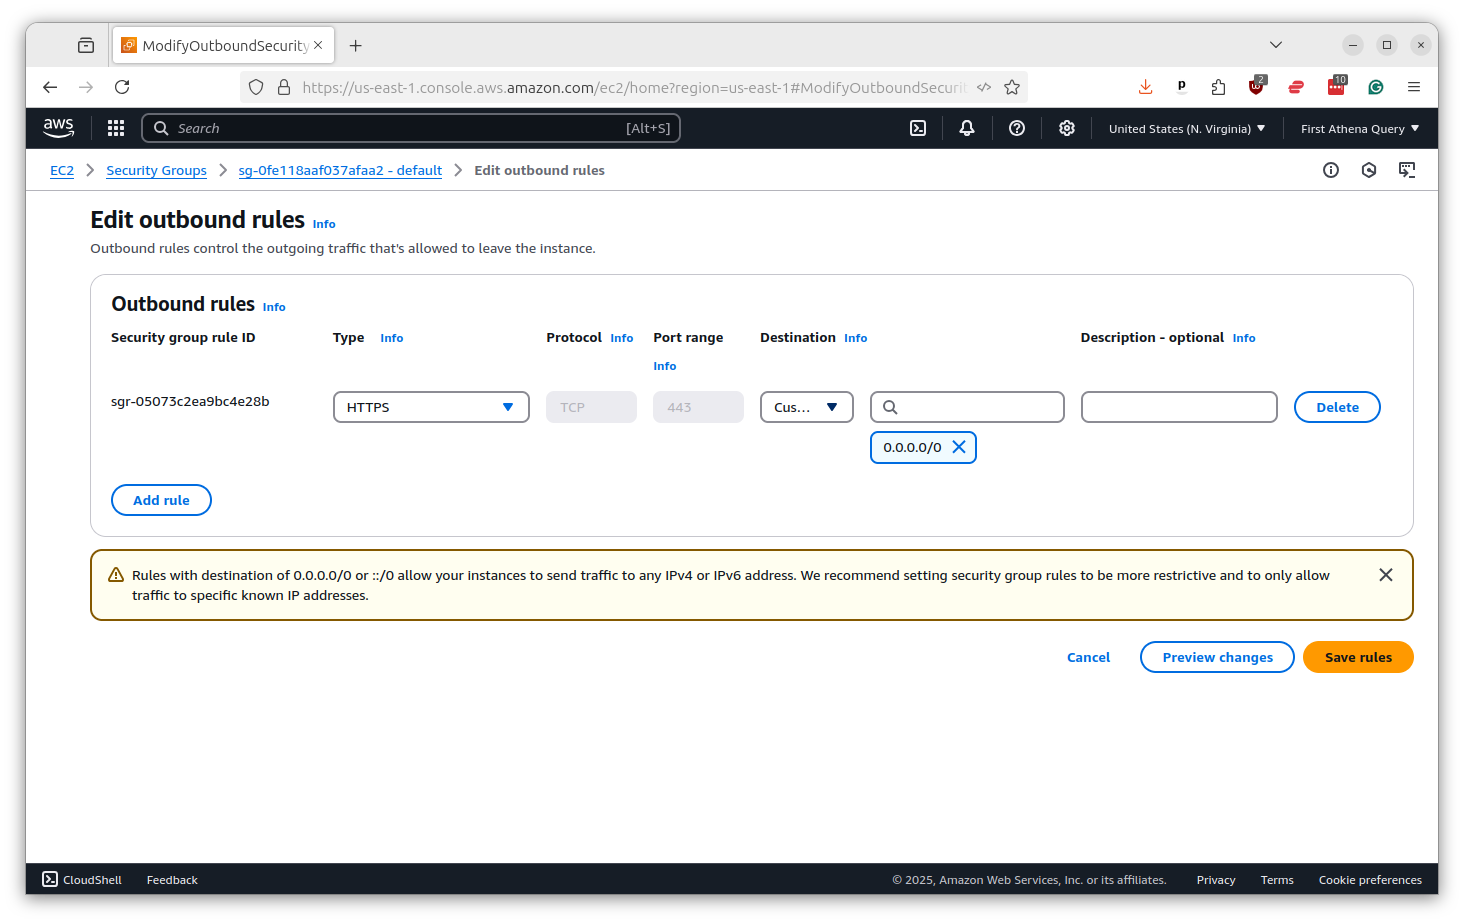 ModifyOutboundSecurity
https://us-east-1.console.aws.amazon.com/ec2/home?region=us-east-1#ModifyOutboundSecuri
2
10
aws
Search
[Alt+S]
United States (N. Virginia)
First Athena Query
EC2
Security Groups
sg-0fe118aaf037afaa2 - default
Edit outbound rules
Edit outbound rules Info
Outbound rules control the outgoing traffic that's allowed to leave the instance.
Outbound rules Info
Security group rule ID
Type Info
Protocol Info
Port range
Info
Destination Info
Description - optional Info
sgr-05073c2ea9bc4e28b
HTTPS
TCP
443
Cus...
Delete
0.0.0.0/0
Add rule
Rules with destination of 0.0.0.0/0 or ::/0 allow your instances to send traffic to any IPv4 or IPv6 address. We recommend setting security group rules to be more restrictive and to only allow
traffic to specific known IP addresses.
Cancel
Preview changes
Save rules
CloudShell
Feedback
© 2025, Amazon Web Services, Inc. or its affiliates.
Privacy
Terms
Cookie preferences